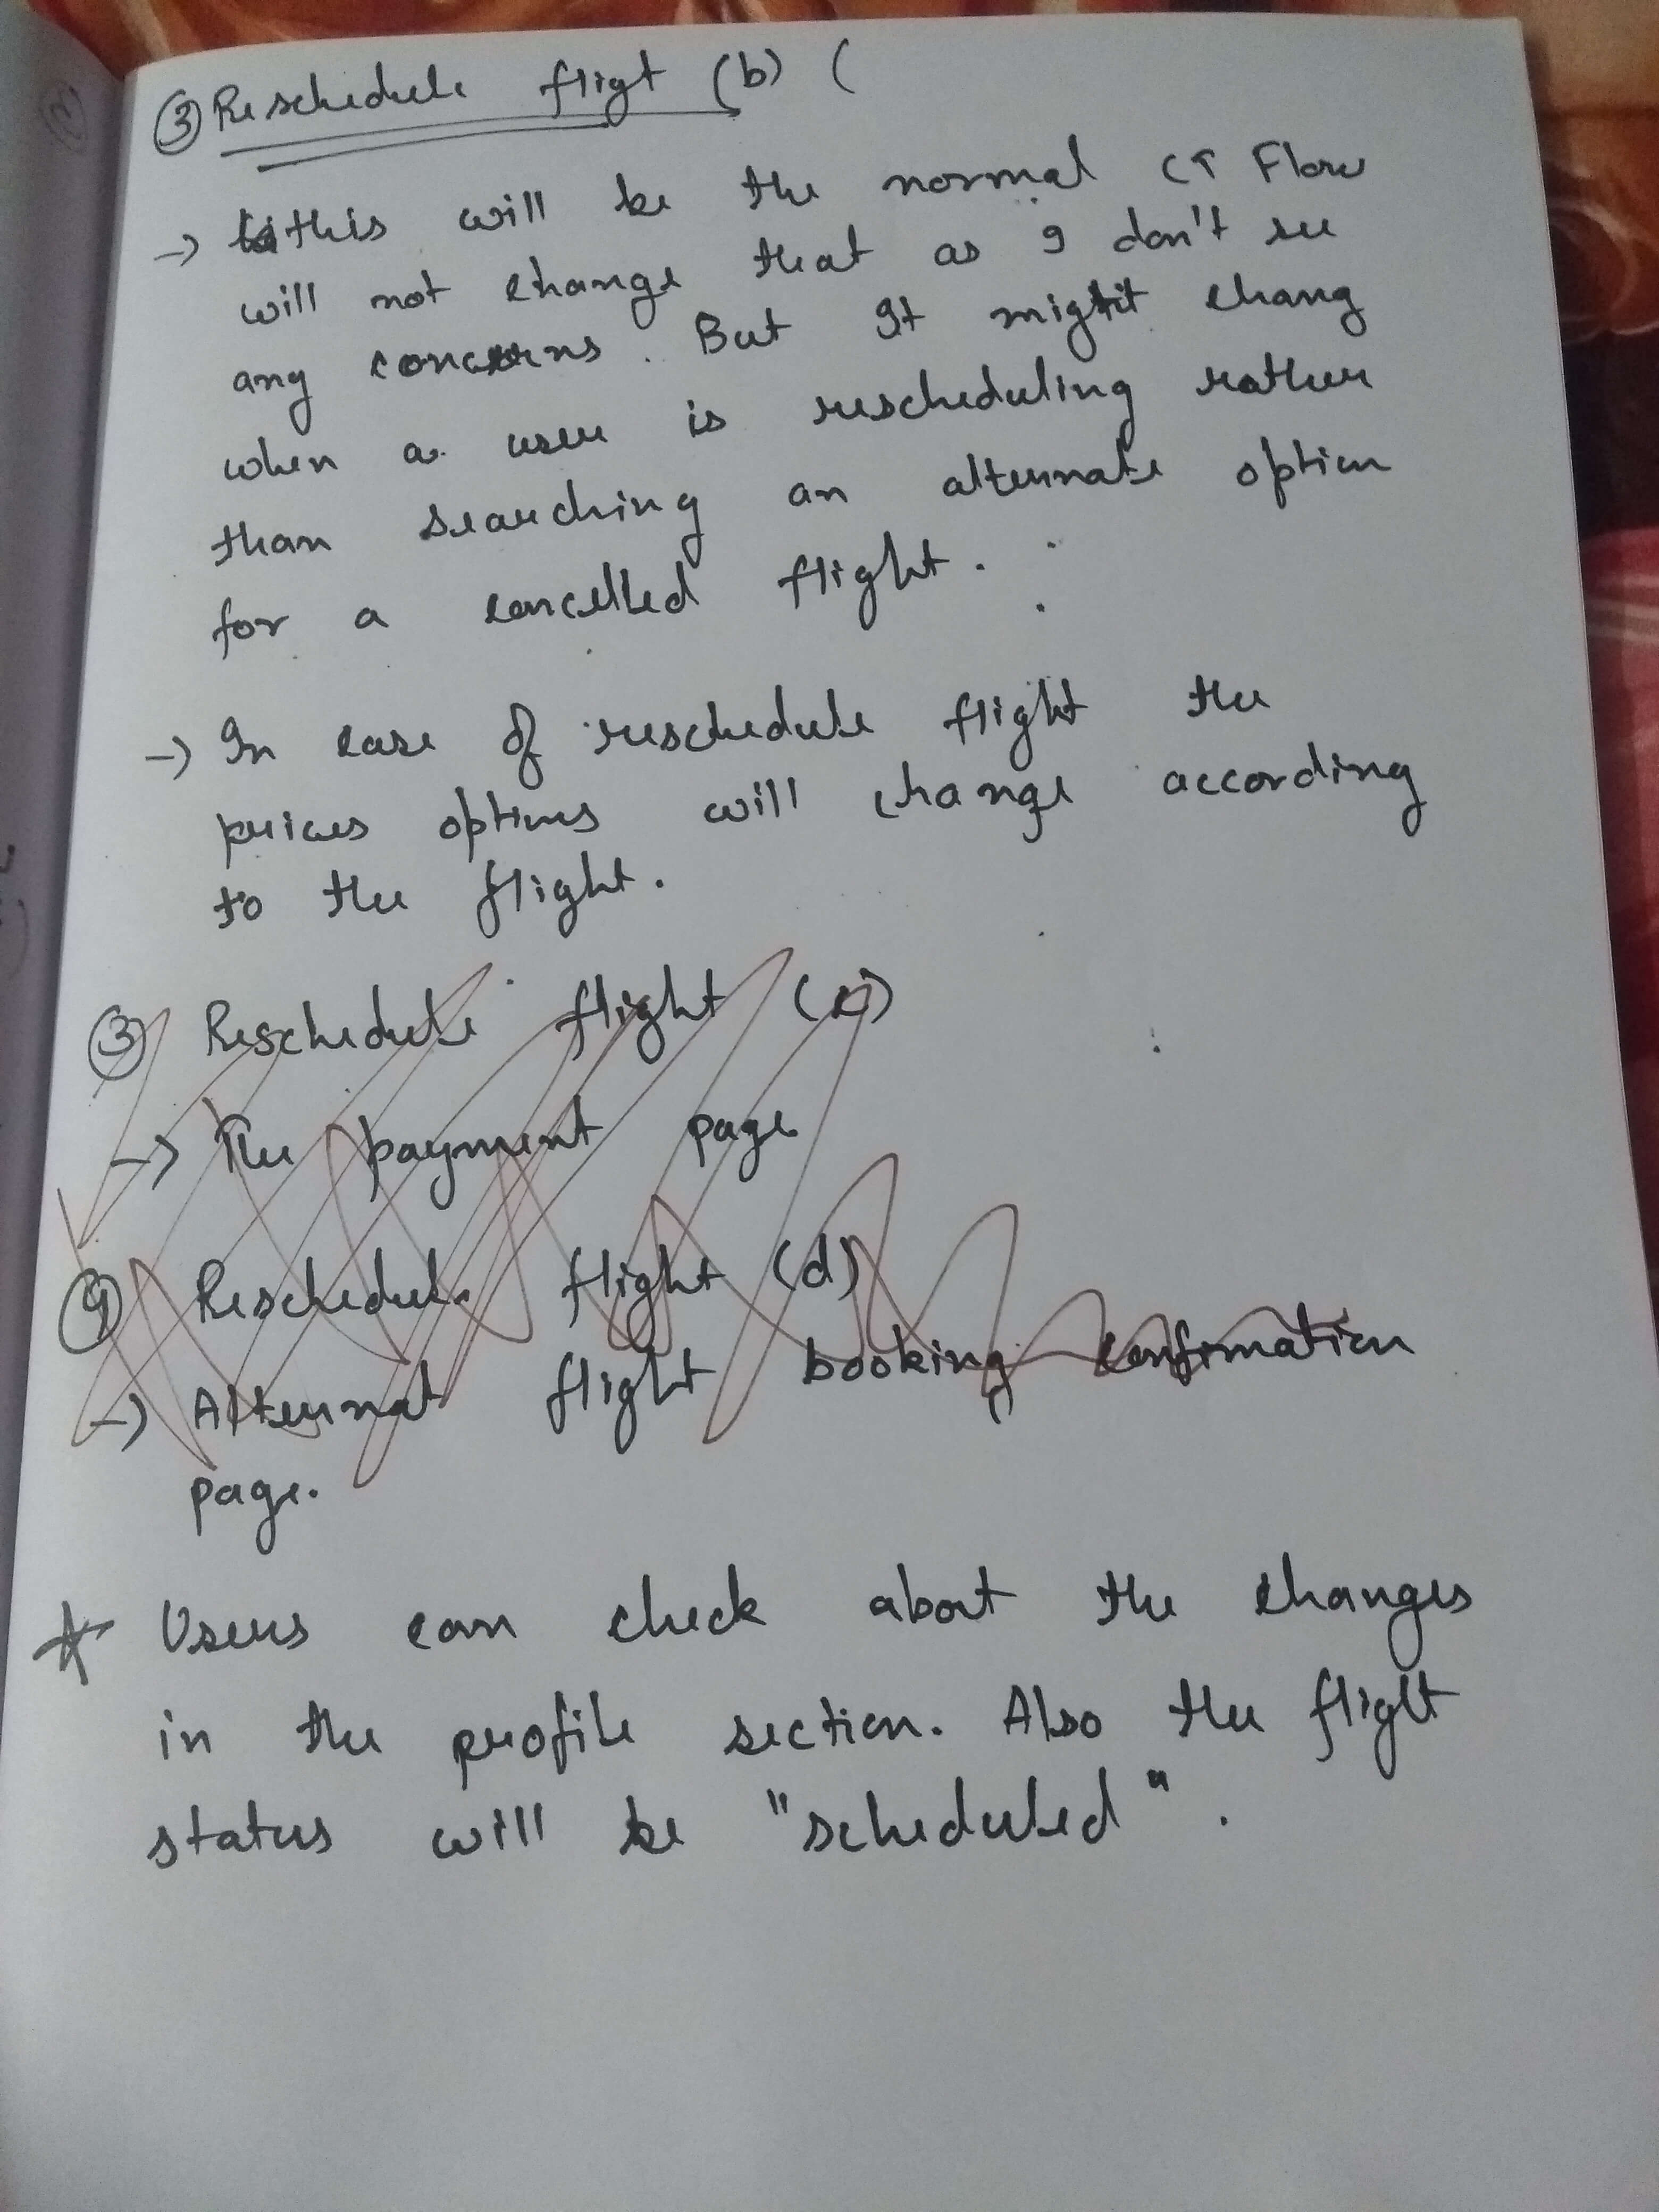 ③ Reschedule fligt (b) (
→ this will be the normal CT Flow
will not change that as I don't see
any concerns. But It might chang
when a user is rescheduling rather
than searching an alternate option
for a cancelled flight.
→ In case of reschedule flight the
prices options will change according
to the flight.
③ Reschedule flight (c)
→ The payment page
④ Reschedule flight (d)
→ Alternat flight booking confirmation
page.
☆ Users can check about the changes
in the profile section. Also the flight
status will be "scheduled".